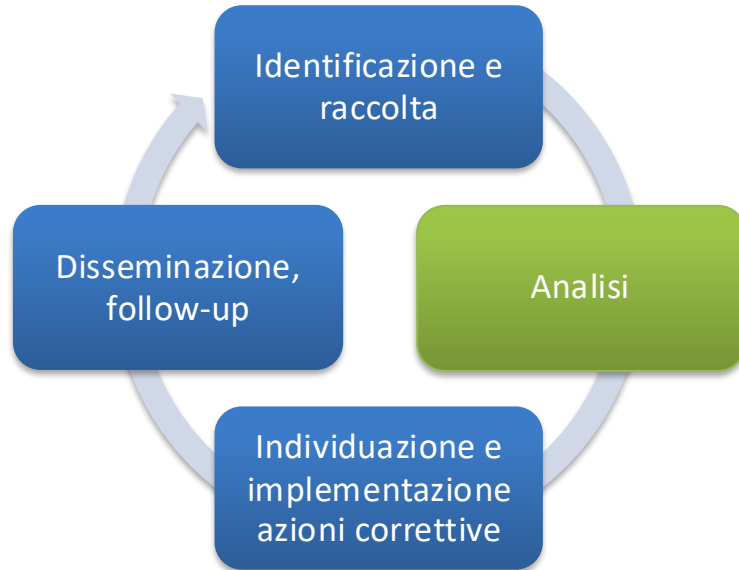 Identificazione e
raccolta
Analisi
Individuazione e
implementazione
azioni correttive
Disseminazione,
follow-up